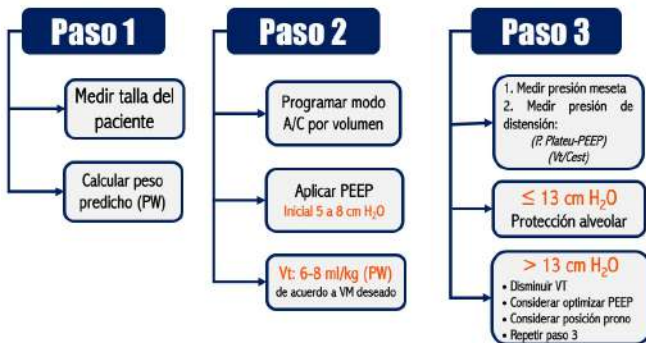 Paso 1
Medir talla del
paciente
Calcular peso
predicho (PW)
Paso 2
Programar modo
A/C por volumen
Aplicar PEEP
Inicial 5 a 8 cm H₂O
Vt: 6-8 ml/kg (PW)
de acuerdo a VM deseado
Paso 3
1. Medir presión meseta
2. Medir presión de
distensión:
(P. Plateu-PEEP)
(Vt/Cest)
≤ 13 cm H₂O
Protección alveolar
> 13 cm H₂O
• Disminuir VT
• Considerar optimizar PEEP
• Considerar posición prono
• Repetir paso 3